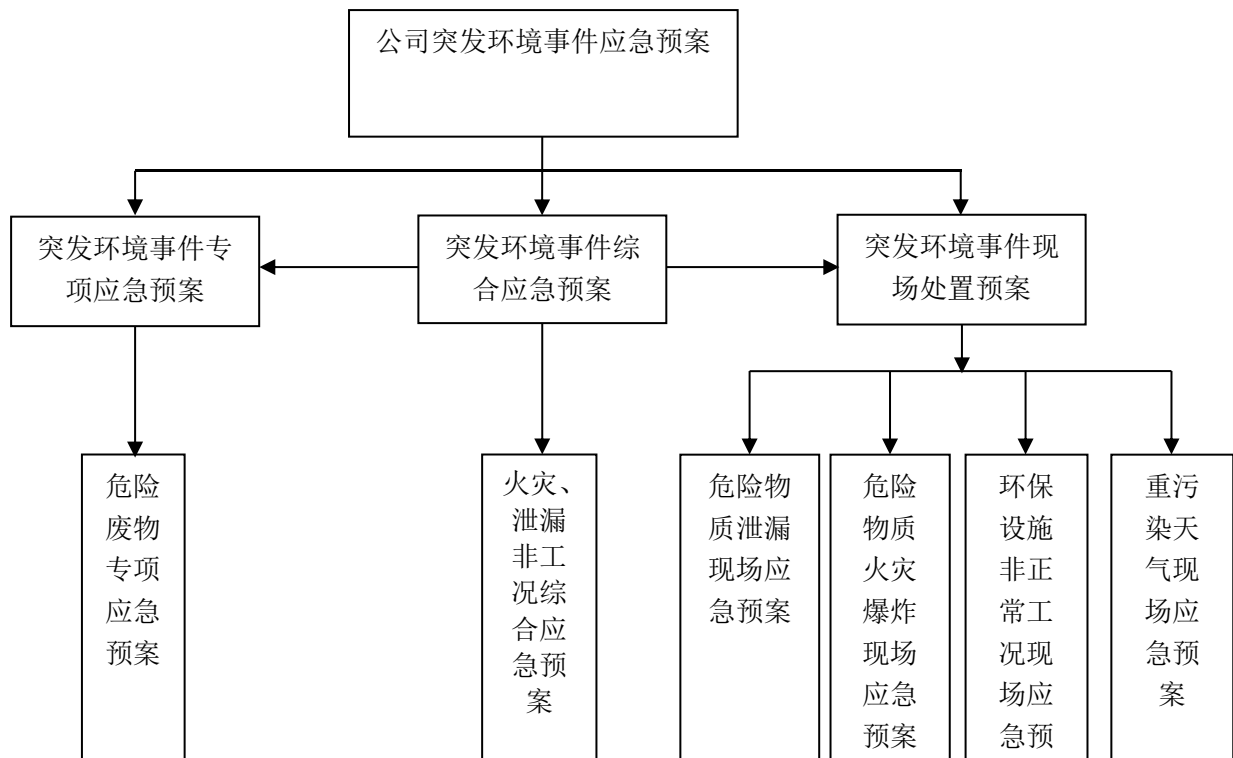 公司突发环境事件应急预案
突发环境事件专
项应急预案
突发环境事件综
合应急预案
突发环境事件现
场处置预案
危险
废物
专项
应急
预案
火灾、
泄漏
非工
况综
合应
急预
案
危险物
质泄漏
现场应
急预案
危险
物质
火灾
爆炸
现场
应急
预案
环保
设施
非正
常工
况现
场应
急预
重污
染天
气现
场应
急预
案